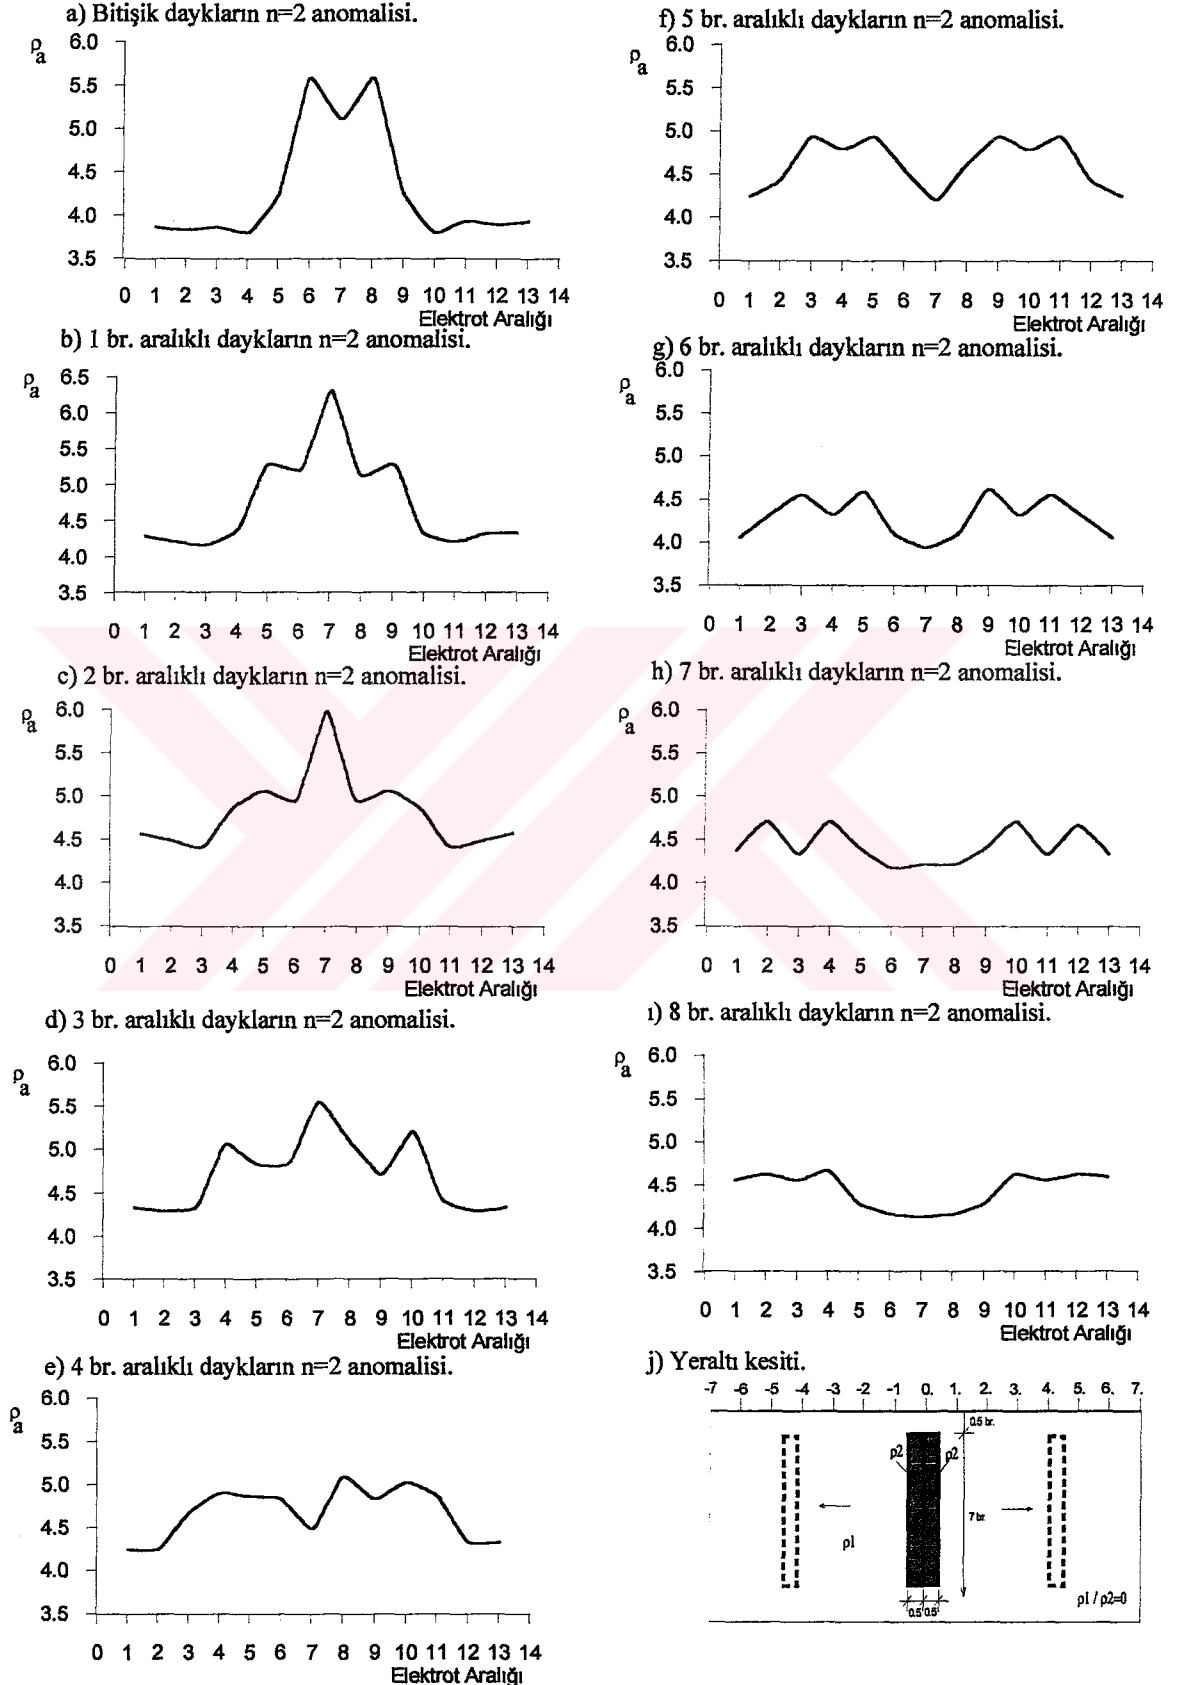 a) Bitişik daykların n=2 anomalisi.
ρa
6.0
5.5
5.0
4.5
4.0
3.5
0 1 2 3 4 5 6 7 8 9 10 11 12 13 14
Elektrot Aralığı
b) 1 br. aralıklı daykların n=2 anomalisi.
ρa
6.5
6.0
5.5
5.0
4.5
4.0
3.5
0 1 2 3 4 5 6 7 8 9 10 11 12 13 14
Elektrot Aralığı
c) 2 br. aralıklı daykların n=2 anomalisi.
ρa
6.0
5.5
5.0
4.5
4.0
3.5
0 1 2 3 4 5 6 7 8 9 10 11 12 13 14
Elektrot Aralığı
d) 3 br. aralıklı daykların n=2 anomalisi.
ρa
6.0
5.5
5.0
4.5
4.0
3.5
0 1 2 3 4 5 6 7 8 9 10 11 12 13 14
Elektrot Aralığı
e) 4 br. aralıklı daykların n=2 anomalisi.
ρa
6.0
5.5
5.0
4.5
4.0
3.5
0 1 2 3 4 5 6 7 8 9 10 11 12 13 14
Elektrot Aralığı
f) 5 br. aralıklı daykların n=2 anomalisi.
ρa
6.0
5.5
5.0
4.5
4.0
3.5
0 1 2 3 4 5 6 7 8 9 10 11 12 13 14
Elektrot Aralığı
g) 6 br. aralıklı daykların n=2 anomalisi.
ρa
6.0
5.5
5.0
4.5
4.0
3.5
0 1 2 3 4 5 6 7 8 9 10 11 12 13 14
Elektrot Aralığı
h) 7 br. aralıklı daykların n=2 anomalisi.
ρa
6.0
5.5
5.0
4.5
4.0
3.5
0 1 2 3 4 5 6 7 8 9 10 11 12 13 14
Elektrot Aralığı
ı) 8 br. aralıklı daykların n=2 anomalisi.
ρa
6.0
5.5
5.0
4.5
4.0
3.5
0 1 2 3 4 5 6 7 8 9 10 11 12 13 14
Elektrot Aralığı
j) Yeraltı kesiti.
-7 -6 -5 -4 -3 -2 -1 0. 1. 2. 3. 4. 5. 6. 7.
0.5 br.
ρ2 ρ2
7 br.
ρ1
ρ1 / ρ2=0
0.5 0.5